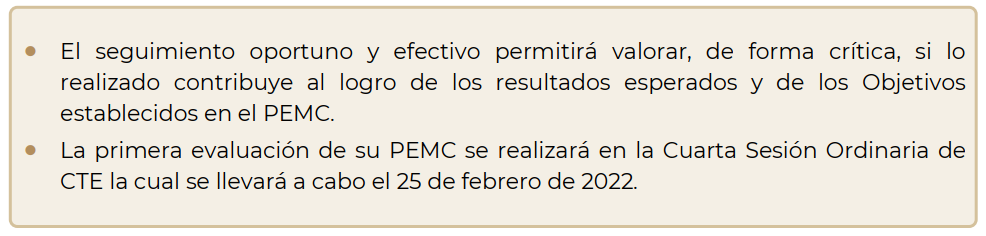 • El seguimiento oportuno y efectivo permitirá valorar, de forma crítica, si lo
realizado contribuye al logro de los resultados esperados y de los Objetivos
establecidos en el PEMC.
• La primera evaluación de su PEMC se realizará en la Cuarta Sesión Ordinaria de
CTE la cual se llevará a cabo el 25 de febrero de 2022.